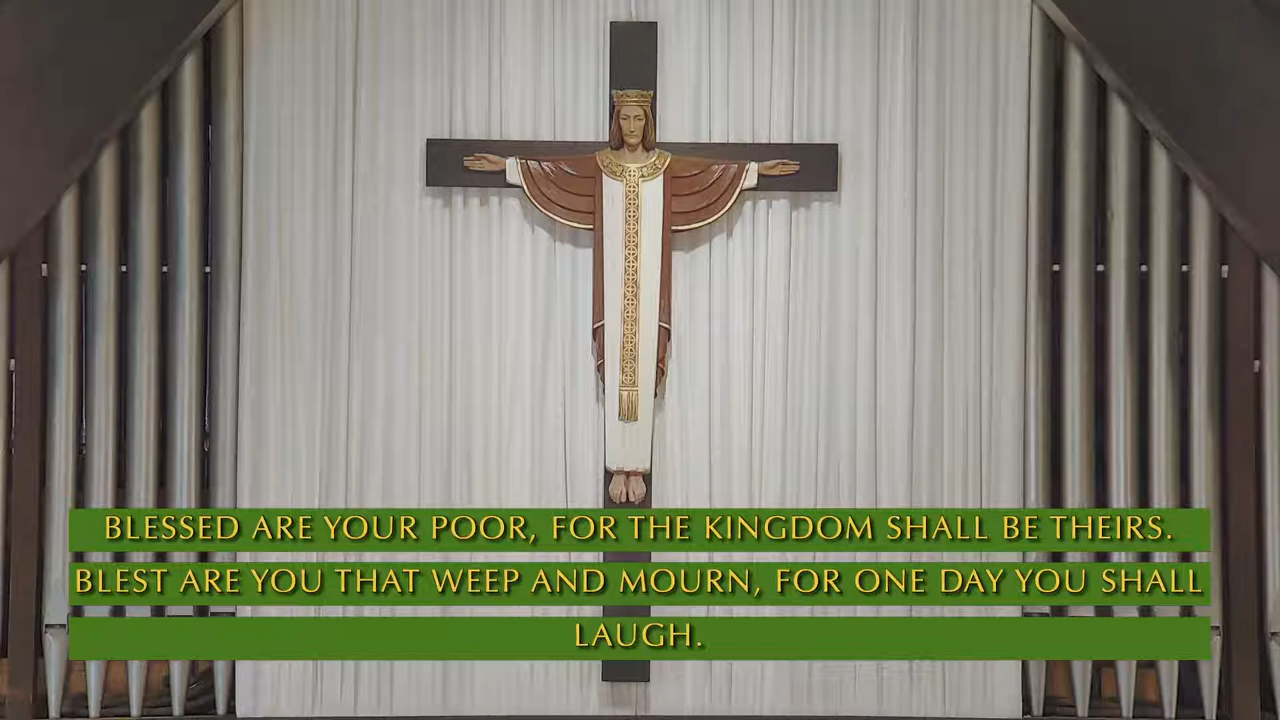 BLESSED ARE YOUR POOR, FOR THE KINGDOM SHALL BE THEIRS.
BLEST ARE YOU THAT WEEP AND MOURN, FOR ONE DAY YOU SHALL
LAUGH.